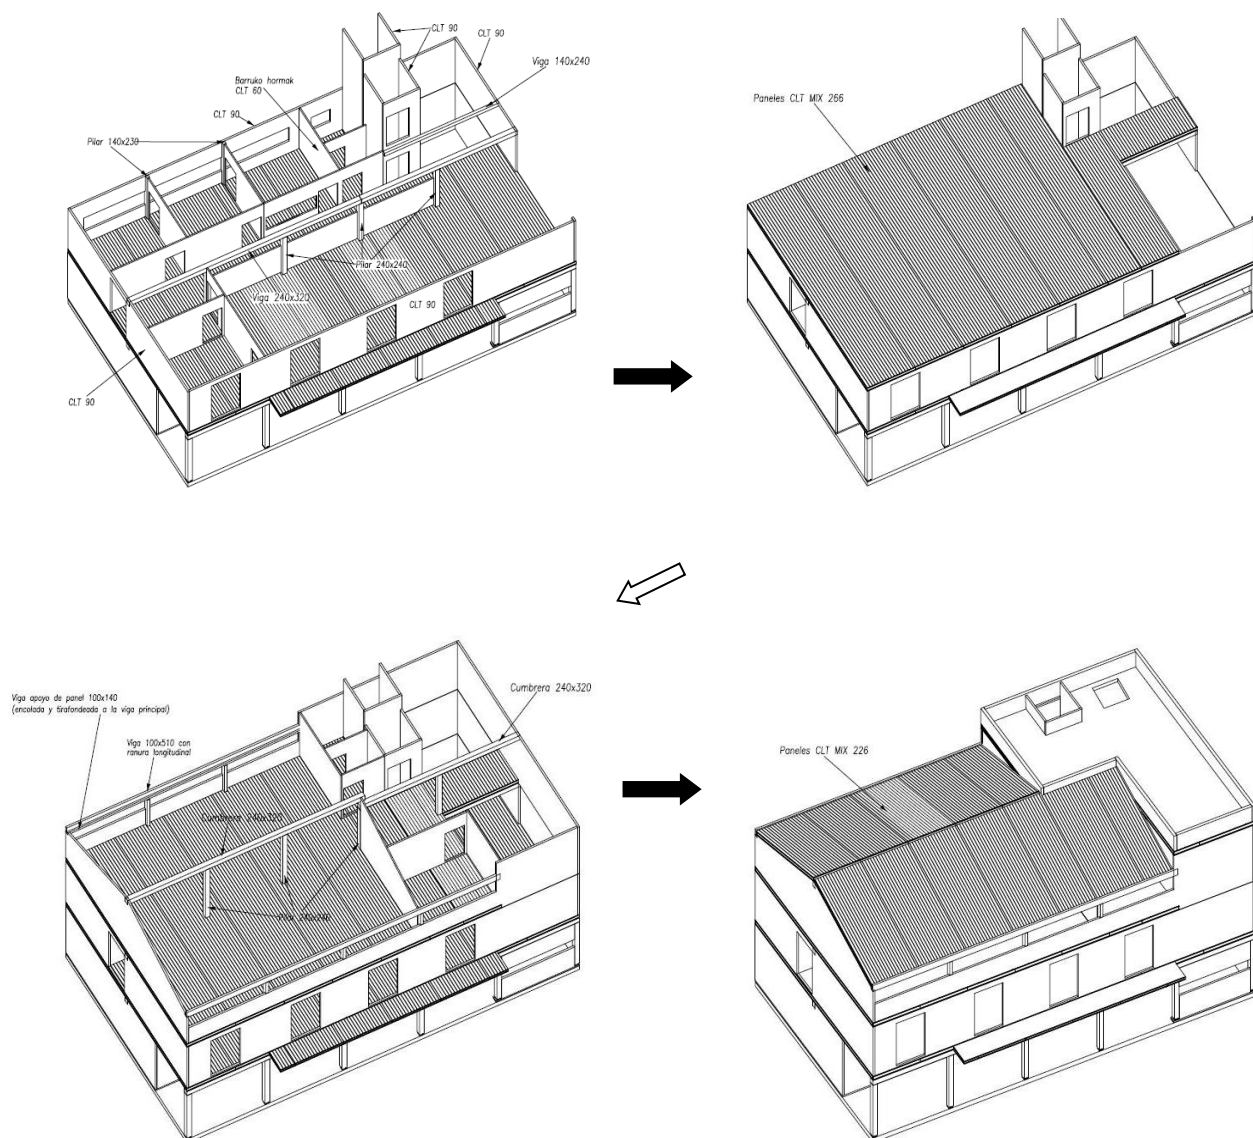 CLT 90
CLT 90
Viga 140x240
Barruko hormak
CLT 60
CLT 90
Pilar 140x230
Pilar 240x240
Viga 240x320
CLT 90
CLT 90
Paneles CLT MIX 266
Viga apoyo de panel 100x140
(encolada y tirafondeada a la viga principal)
Viga 100x510 con
ranura longitudinal
Cumbrera 240x320
Cumbrera 240x320
Pilar 240x240
Paneles CLT MIX 226